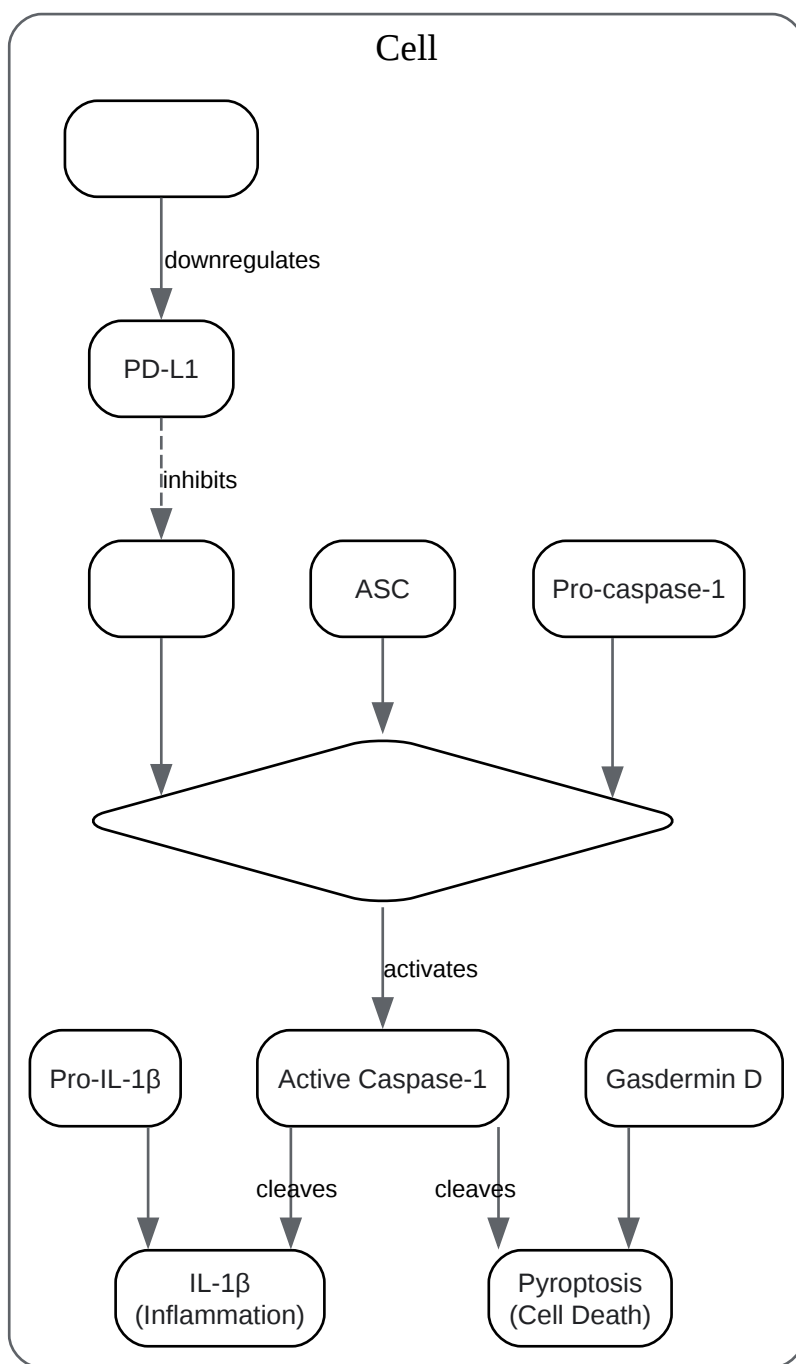 Cell
downregulates
PD-L1
inhibits
ASC
Pro-caspase-1
activates
Pro-IL-1β
Active Caspase-1
Gasdermin D
cleaves
cleaves
IL-1β
(Inflammation)
Pyroptosis
(Cell Death)